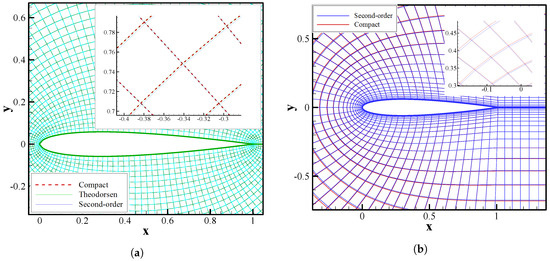 (a)
y
0.6
0.4
0.2
0
-0.2
0.78
0.76
0.74
0.72
0.7
-0.4
-0.38
-0.36
-0.34
-0.32
-0.3
Compact
Theodorsen
Second-order
0
0.2
0.4
0.6
0.8
1
x
(a)
(b)
y
0.5
0
-0.5
Second-order
Compact
0.45
0.4
0.35
0.3
-0.1
0
0
0.5
1
x
(b)